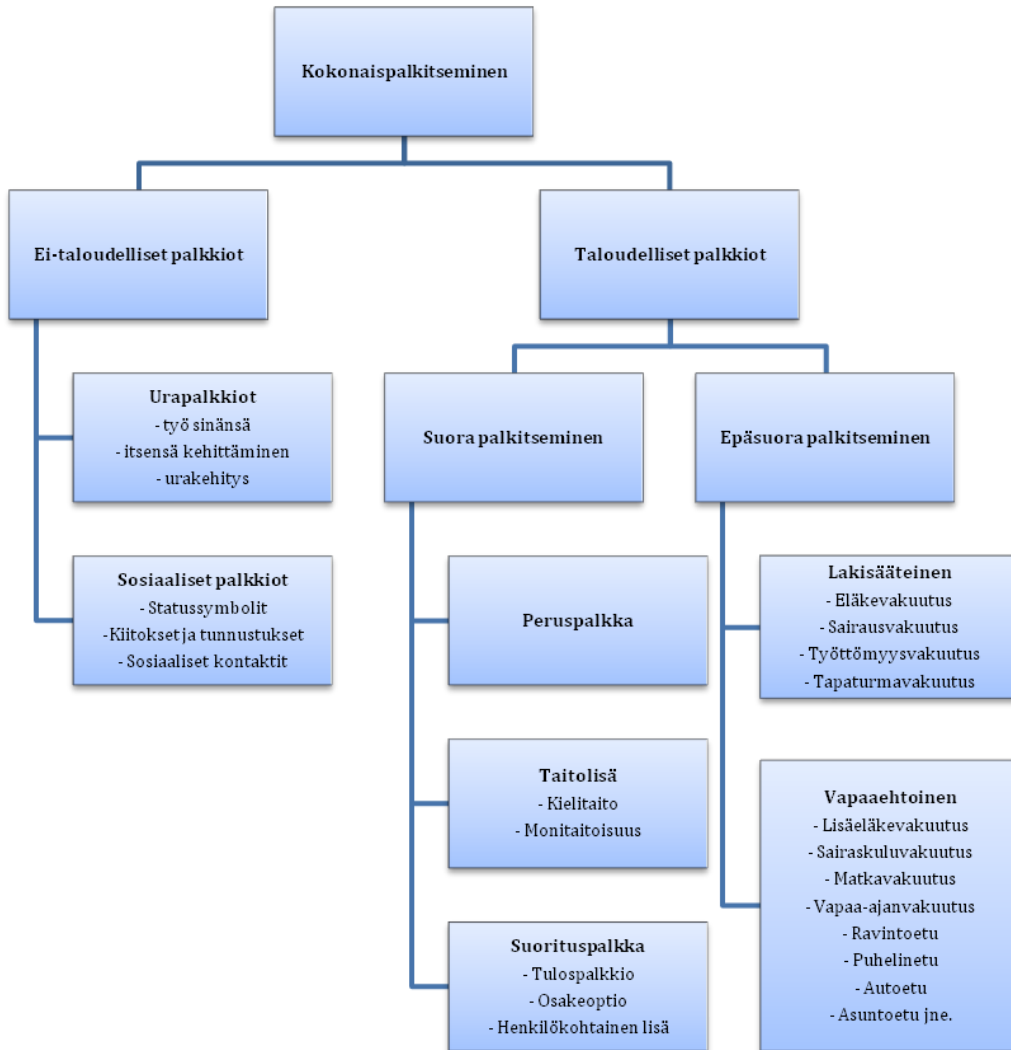 Kokonaispalkitseminen
Ei-taloudelliset palkkiot
Taloudelliset palkkiot
Urapalkkiot
- työ sinänsä
- itsensä kehittäminen
- urakehitys
Sosiaaliset palkkiot
- Statussymbolit
-Kiitokset ja tunnustukset
- Sosiaaliset kontaktit
Suora palkitseminen
Epäsuora palkitseminen
Peruspalkka
Taitolisä
- Kielitaito
- Monitaitoisuus
Suorituspalkka
- Tulospalkkio
- Osakeoptio
- Henkilökohtainen lisä
Lakisääteinen
- Eläkevakuutus
- Sairausvakuutus
- Työttömyysvakuutus
- Tapaturmavakuutus
Vapaaehtoinen
- Lisäeläkevakuutus
- Sairaskuluvakuutus
- Matkavakuutus
- Vapaa-ajanvakuutus
- Ravintoetu
- Puhelinetu
- Autoetu
- Asuntoetu jne.